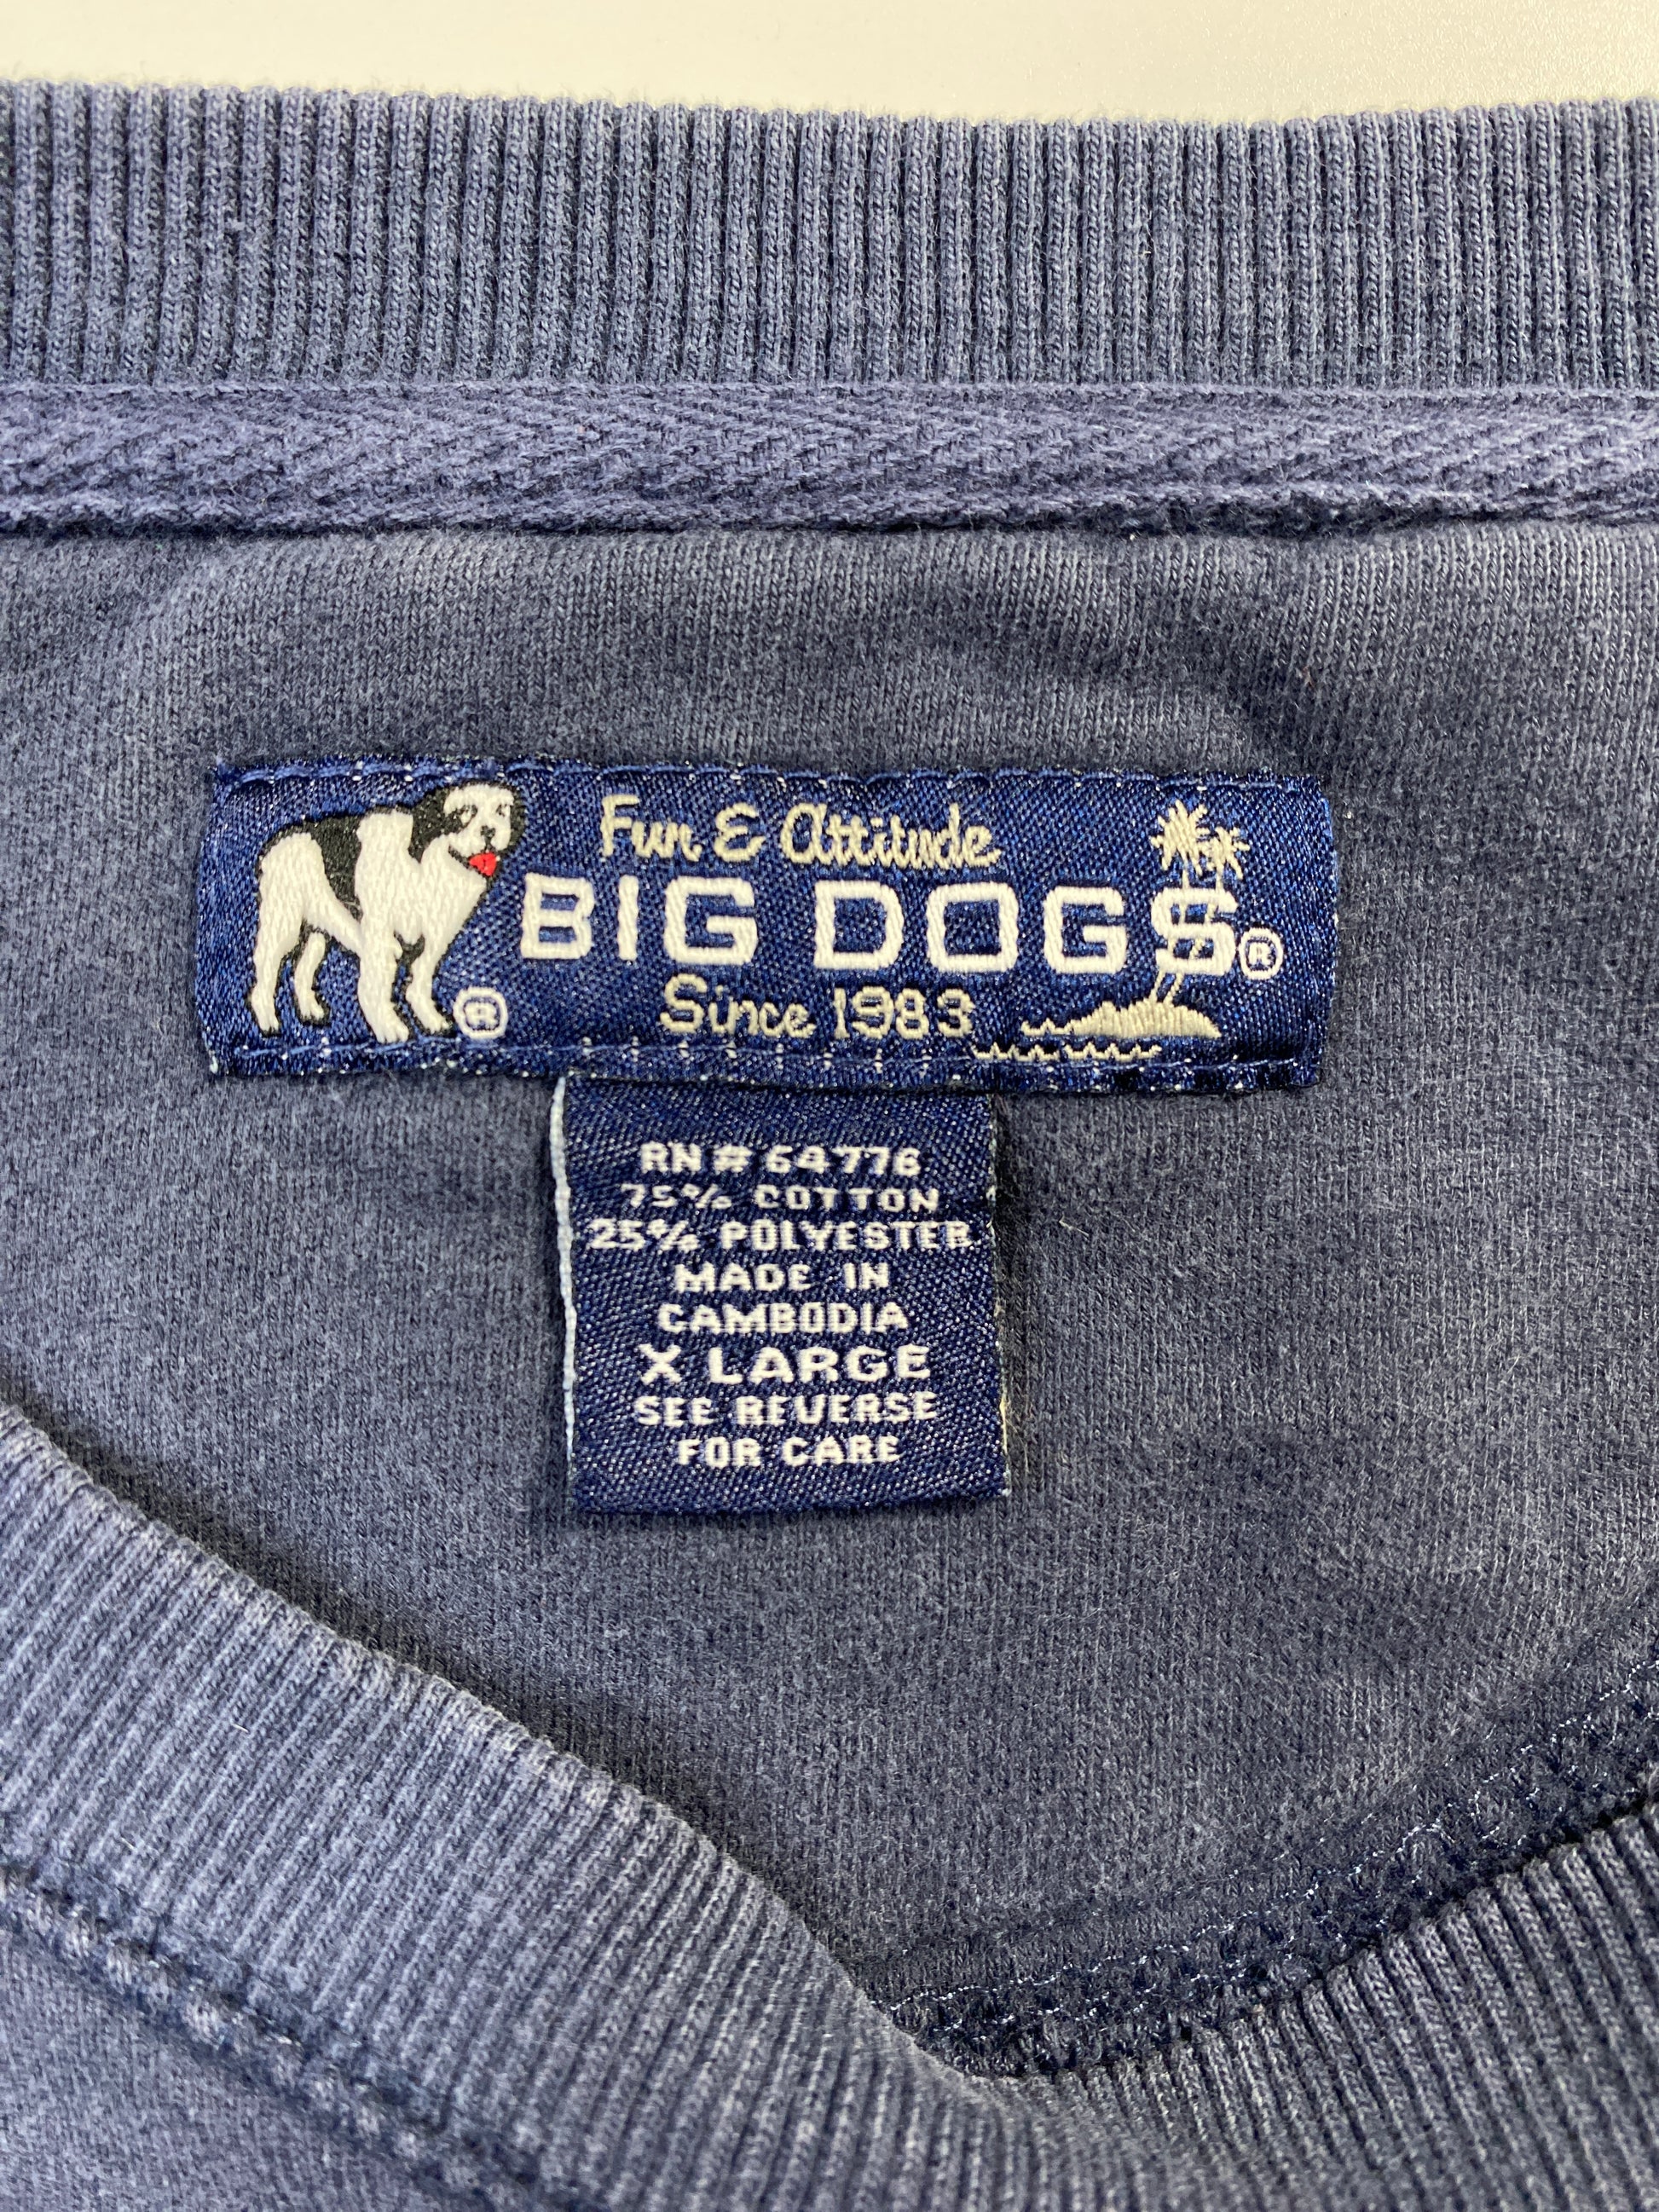 Fun & Attitude
BIG DOGS®
Since 1983
®
RN# 64776
75% COTTON
25% POLYESTER
MADE IN
CAMBODIA
X LARGE
SEE REVERSE
FOR CARE